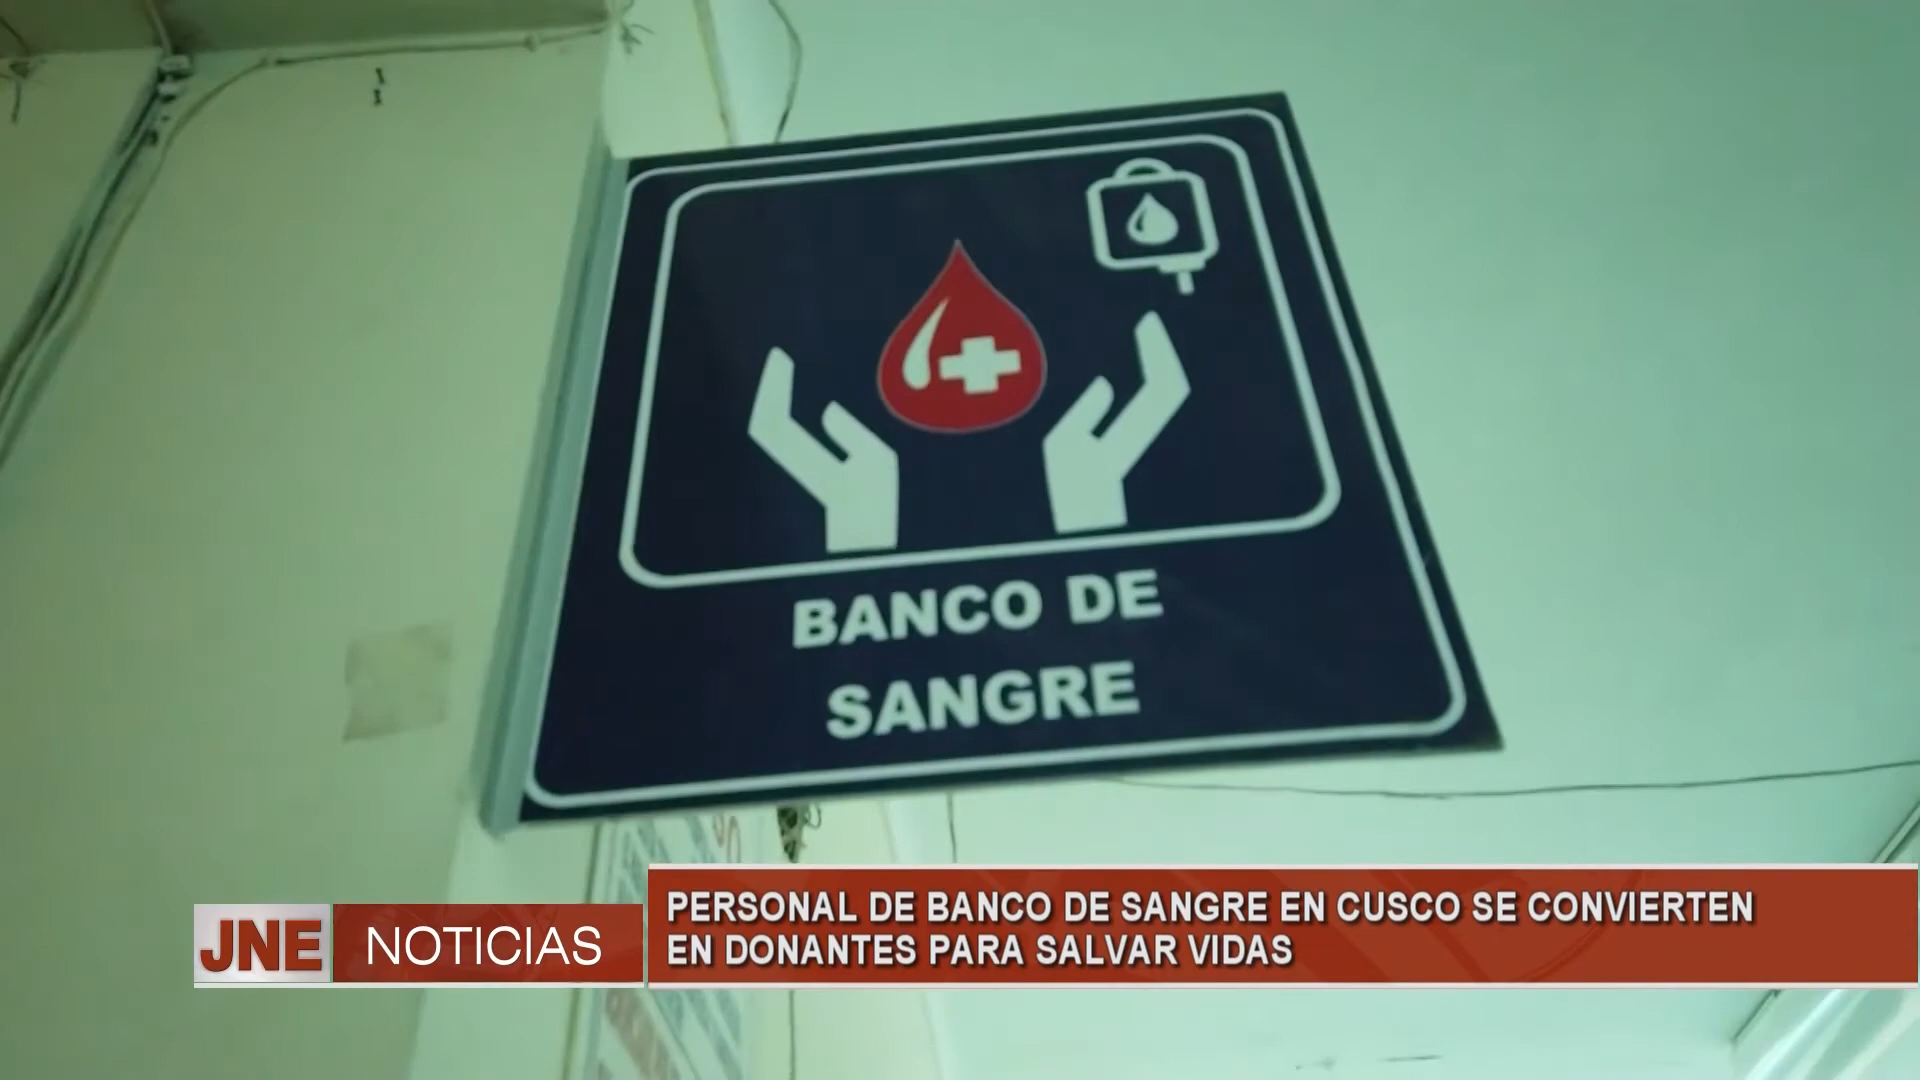 BANCO DE
SANGRE
JNE NOTICIAS
PERSONAL DE BANCO DE SANGRE EN CUSCO SE CONVIERTEN
EN DONANTES PARA SALVAR VIDAS